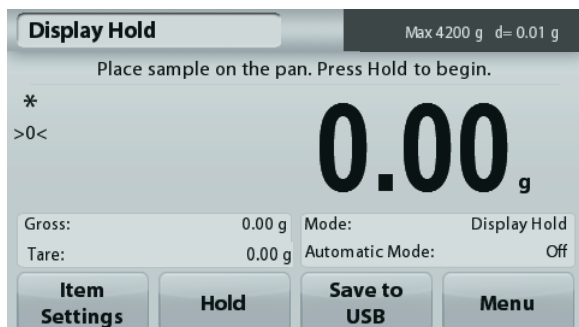 Display Hold
Max 4200 g d= 0.01 g
Place sample on the pan. Press Hold to begin.
*
>0<
0.00 g
Gross: 0.00 g
Tare: 0.00 g
Mode: Display Hold
Automatic Mode: Off
Item Settings
Hold
Save to USB
Menu